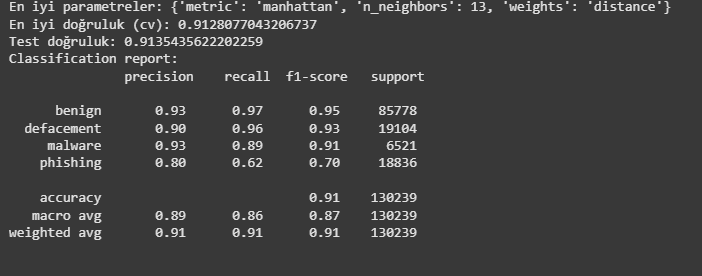 En iyi parametreler: {'metric': 'manhattan', 'n_neighbors': 13, 'weights': 'distance'}
En iyi doğruluk (cv): 0.9128077043206737
Test doğruluk: 0.9135435622202259
Classification report:
precision recall f1-score support
benign 0.93 0.97 0.95 85778
defacement 0.90 0.96 0.93 19104
malware 0.93 0.89 0.91 6521
phishing 0.80 0.62 0.70 18836
accuracy 0.91 130239
macro avg 0.89 0.86 0.87 130239
weighted avg 0.91 0.91 0.91 130239